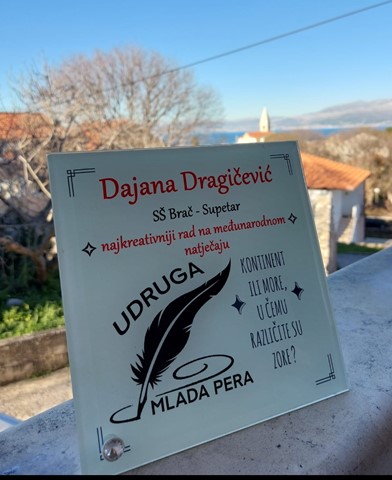 Dajana Dragičević
SŠ Brač - Supetar
najkreativniji rad na međunarodnom
natječaju
UDRUGA
MLADA PERA
KONTINENT
ILI MORE,
U ČEMU
RAZLIČITE SU
ZORE?